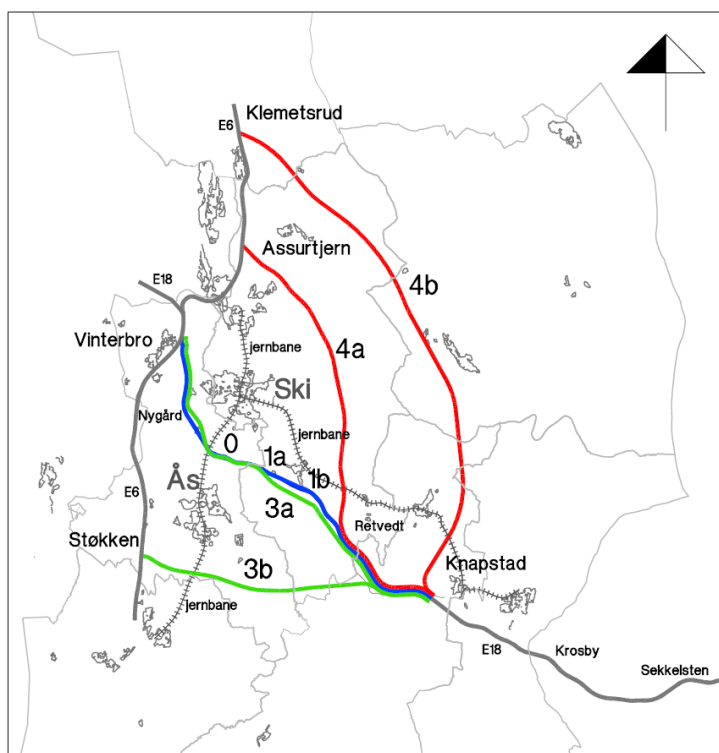 Klemetsrud
E6
Assurtjern
E18
4b
Vinterbro
4a
jernbane
Ski
Nygård
jernbane
0
1a
1b
Ås
E6
3a
Retvedt
Støkken
3b
Knapstad
jernbane
E18
Krosby
Sekkelsten